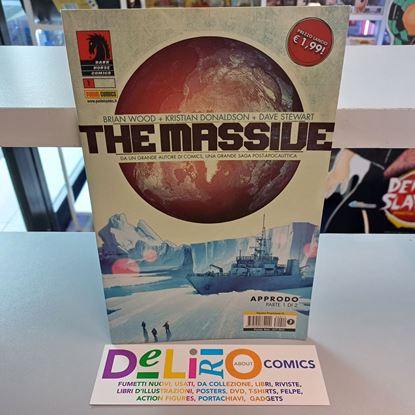 DARK
HORSE
COMICS
PANINI COMICS
1
PREZZO LANCIO
€ 1,99!
BRIAN WOOD + KRISTIAN DONALDSON + DAVE STEWART
THE MASSIVE
DA UN GRANDE AUTORE DI COMICS, UNA GRANDE SAGA POSTAPOCALITTICA
APPRODO
PARTE 1 DI 2
DELIRIO ABOUT COMICS
FUMETTI NUOVI, USATI, DA COLLEZIONE, LIBRI, RIVISTE,
LIBRI D'ILLUSTRAZIONI, POSTERS, DVD, T-SHIRTS, FELPE,
ACTION FIGURES, PORTACHIAVI, GADGETS